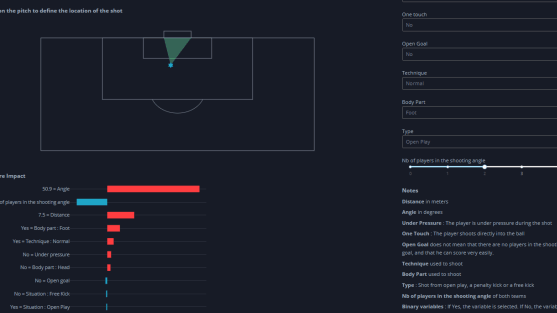 on the pitch to define the location of the shot
One touch
No
Open Goal
No
Technique
Normal
Body Part
Foot
Type
Open Play
Nb of players in the shooting angle
Impact
50.9 = Angle
of players in the shooting angle
7.5 = Distance
Yes = Body part : Foot
Yes = Technique : Normal
No = Under pressure
No = Body part : Head
No = Open goal
No = Situation : Free Kick
Yes = Situation : Open Play
Notes
Distance in meters
Angle in degrees
Under Pressure : The player is under pressure during the shot
One Touch : The player shoots directly into the ball
Open Goal does not mean that there are no players in the shoot
goal, and that he can score very easily.
Technique used to shoot
Body Part used to shoot
Type : Shot from open play, a penalty kick or a free kick
Nb of players in the shooting angle of both teams
Binary variables : If Yes, the variable is selected. If No, the